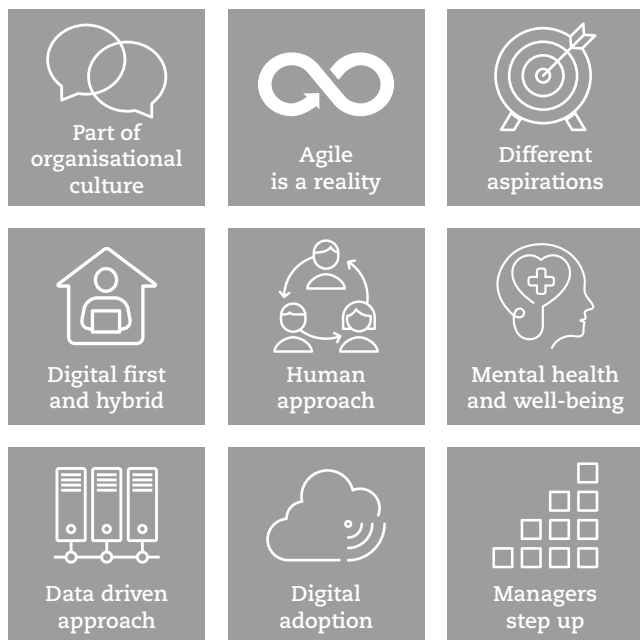 Part of
organisational
culture
Agile
is a reality
Different
aspirations
Digital first
and hybrid
Human
approach
Mental health
and well-being
Data driven
approach
Digital
adoption
Managers
step up